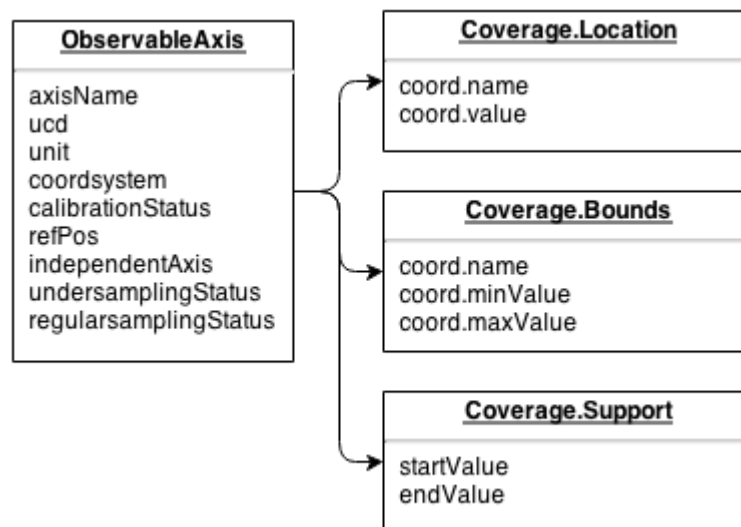 ObservableAxis
axisName
ucd
unit
coordsystem
calibrationStatus
refPos
independentAxis
undersamplingStatus
regularsamplingStatus
Coverage.Location
coord.name
coord.value
Coverage.Bounds
coord.name
coord.minValue
coord.maxValue
Coverage.Support
startValue
endValue